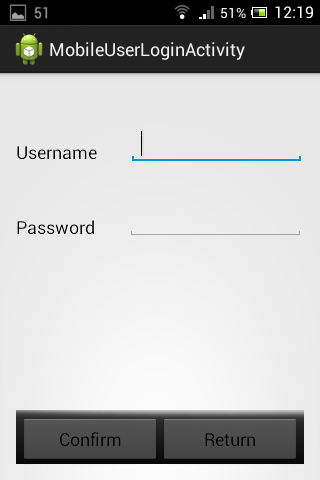 51 51% 12:19
MobileUserLoginActivity
Username
Password
Confirm Return